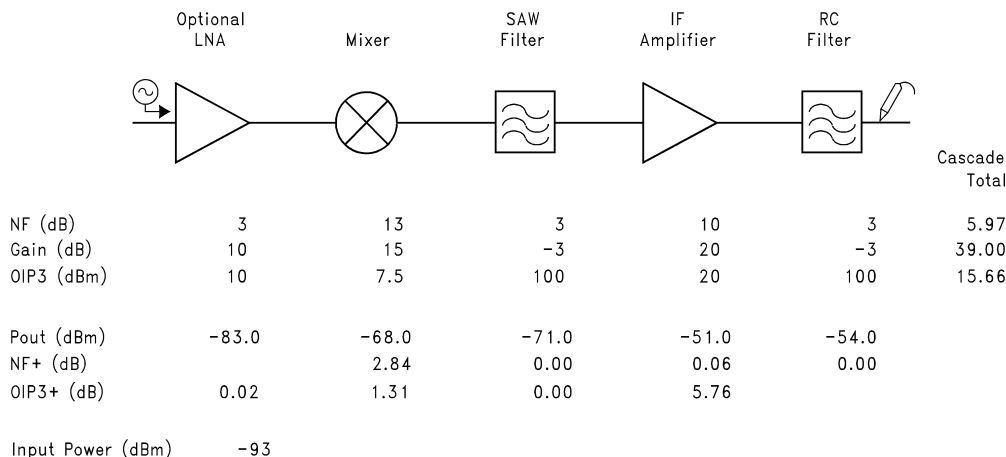 Optional LNA Mixer SAW Filter IF Amplifier RC Filter
Cascade Total
NF (dB) 3 13 3 10 3 5.97
Gain (dB) 10 15 -3 20 -3 39.00
OIP3 (dBm) 10 7.5 100 20 100 15.66
Pout (dBm) -83.0 -68.0 -71.0 -51.0 -54.0
NF+ (dB) 2.84 0.00 0.06 0.00
OIP3+ (dB) 0.02 1.31 0.00 5.76
Input Power (dBm) -93